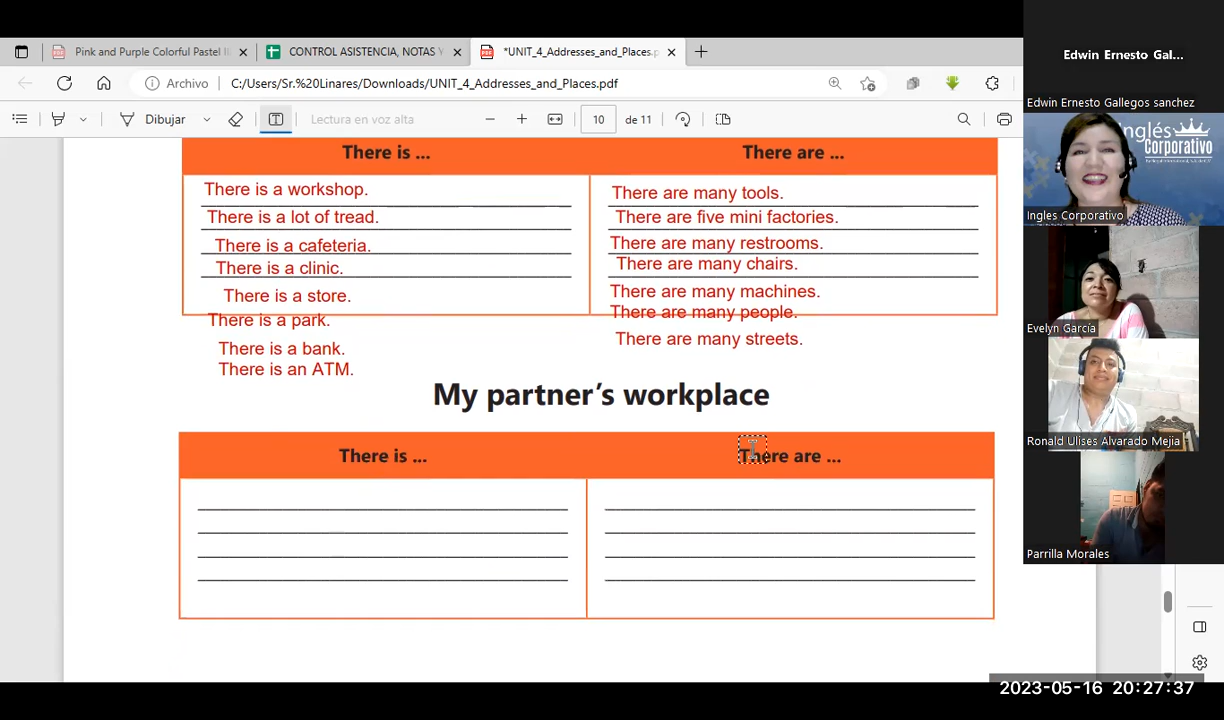 Pink and Purple Colorful Pastel Il
CONTROL ASISTENCIA, NOTAS Y
*UNIT_4_Addresses_and_Places.p
Archivo
C:/Users/Sr.%20Linares/Downloads/UNIT_4_Addresses_and_Places.pdf
Dibujar
Lectura en voz alta
10
de 11
There is ...
There are ...
There is a workshop.
There are many tools.
There is a lot of tread.
There are five mini factories.
There is a cafeteria.
There are many restrooms.
There is a clinic.
There are many chairs.
There is a store.
There are many machines.
There is a park.
There are many people.
There is a bank.
There are many streets.
There is an ATM.
My partner’s workplace
There is ...
There are ...
Edwin Ernesto Gal...
Edwin Ernesto Gallegos sanchez
Inglés
Corporativo
Ingles Corporativo
Evelyn García
Ronald Ulises Alvarado Mejia
Parrilla Morales
2023-05-16 20:27:37